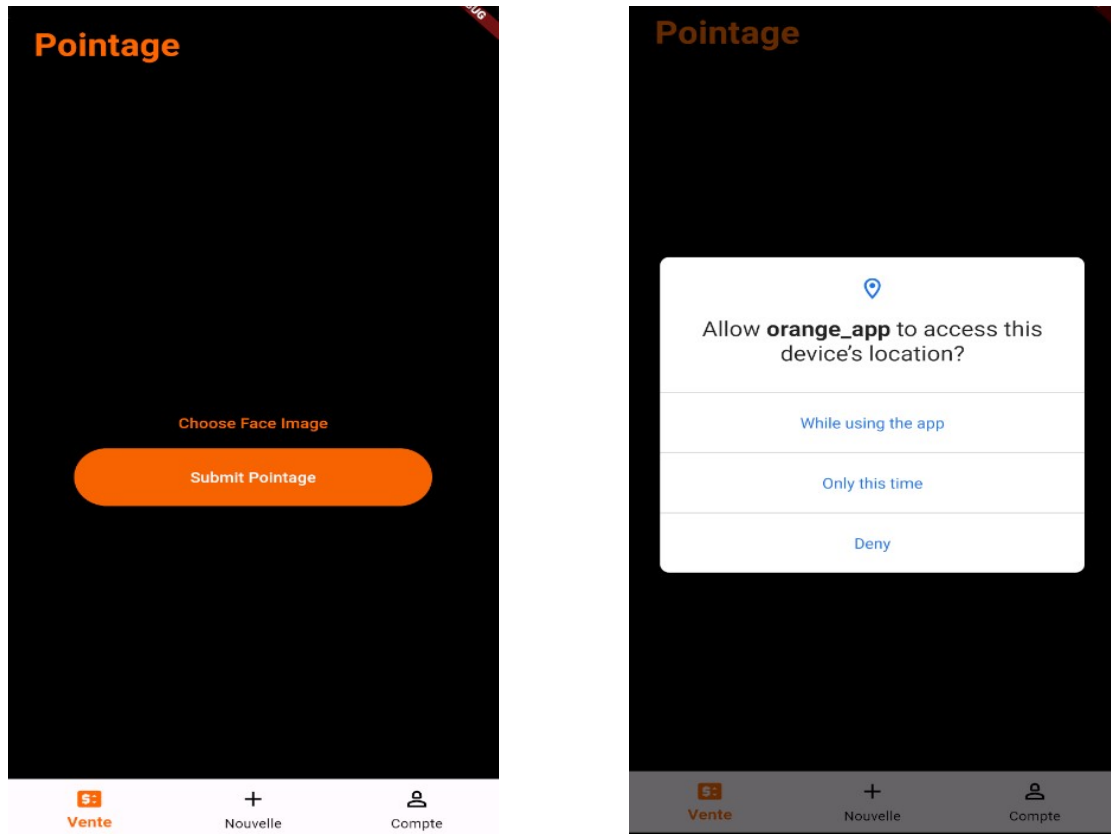 Pointage
Choose Face Image
Submit Pointage
Vente
Nouvelle
Compte
Pointage
Allow orange_app to access this
device’s location?
While using the app
Only this time
Deny
Vente
Nouvelle
Compte